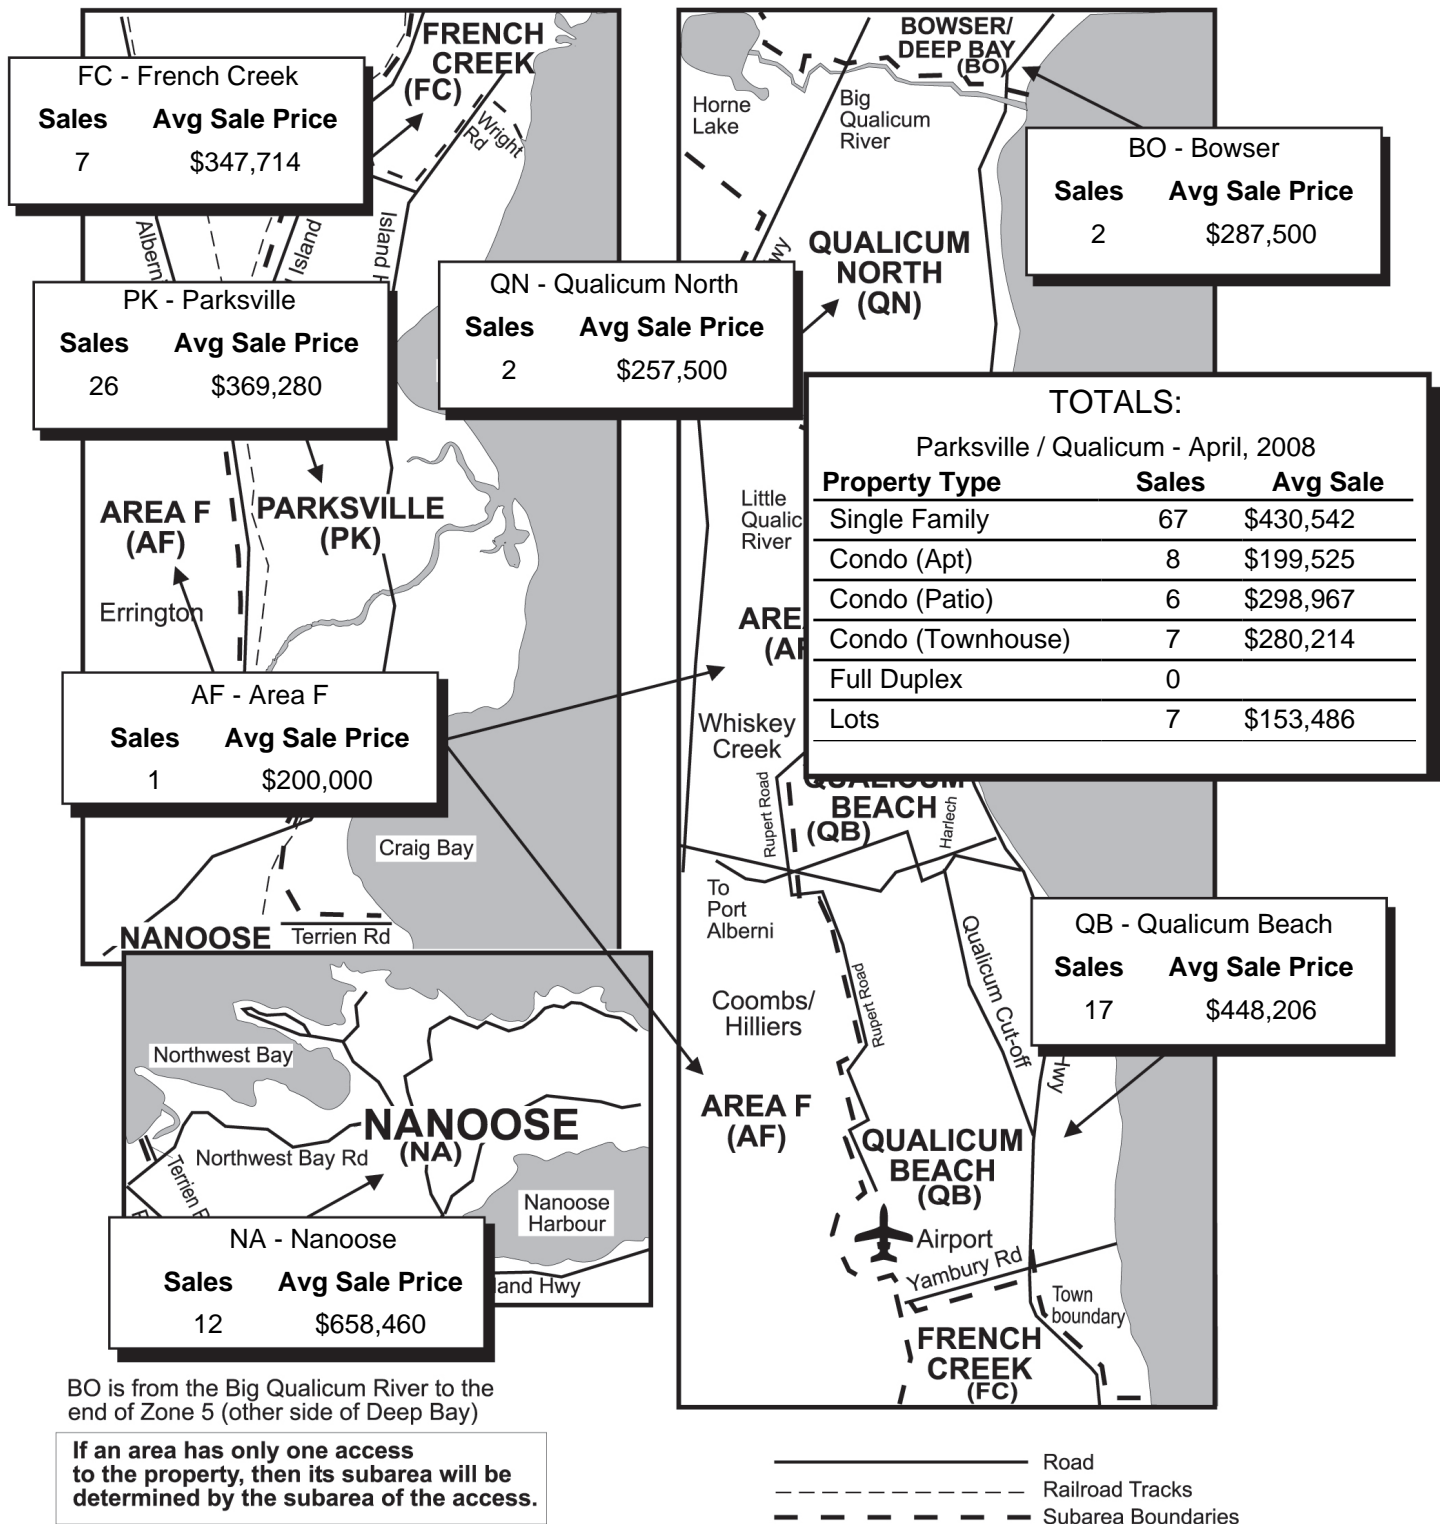 FRENCH
CREEK
(FC)
FC - French Creek
Sales Avg Sale Price
7 $347,714
Wright
Rd
Island
PK - Parksville
Sales Avg Sale Price
26 $369,280
AREA F
(AF)
PARKSVILLE
(PK)
Errington
AF - Area F
Sales Avg Sale Price
1 $200,000
Craig Bay
Terrien Rd
NANOOSE
Northwest Bay
NANOOSE
(NA)
Northwest Bay Rd
Terrien
Nanoose
Harbour
NA - Nanoose
Sales Avg Sale Price
12 $658,460
land Hwy
BO is from the Big Qualicum River to the
end of Zone 5 (other side of Deep Bay)
If an area has only one access
to the property, then its subarea will be
determined by the subarea of the access.
BOWSER/
DEEP BAY
(BO)
Horne
Lake
Big
Qualicum
River
BO - Bowser
Sales Avg Sale Price
2 $287,500
QUALICUM
NORTH
(QN)
QN - Qualicum North
Sales Avg Sale Price
2 $257,500
TOTALS:
Parksville / Qualicum - April, 2008
Property Type Sales Avg Sale
Single Family 67 $430,542
Condo (Apt) 8 $199,525
Condo (Patio) 6 $298,967
Condo (Townhouse) 7 $280,214
Full Duplex 0
Lots 7 $153,486
Little
Qualic
River
Whiskey
Creek
QUALICUM
BEACH
(QB)
Rupert Road
Harlech
To
Port
Alberni
QB - Qualicum Beach
Sales Avg Sale Price
17 $448,206
Qualicum Cut-off
Hwy
Rupert Road
Coombs/
Hilliers
AREA F
(AF)
QUALICUM
BEACH
(QB)
Airport
Yambury Rd
Town
boundary
FRENCH
CREEK
(FC)
Road
Railroad Tracks
Subarea Boundaries